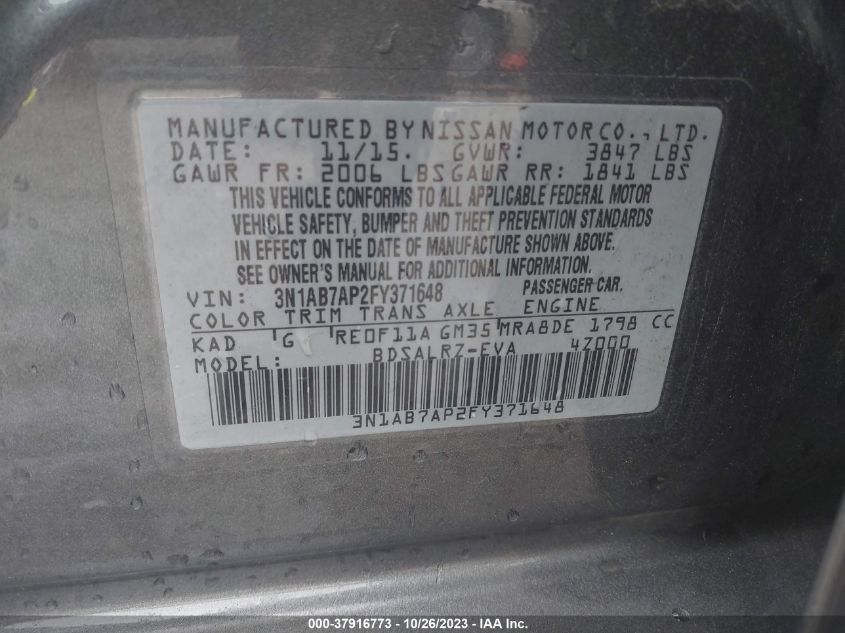 MANUFACTURED BY NISSAN MOTOR CO., LTD.
DATE: 11/15. GVWR: 3847 LBS
GAWR FR: 2006 LBS GAWR RR: 1841 LBS
THIS VEHICLE CONFORMS TO ALL APPLICABLE FEDERAL MOTOR
VEHICLE SAFETY, BUMPER AND THEFT PREVENTION STANDARDS
IN EFFECT ON THE DATE OF MANUFACTURE SHOWN ABOVE.
SEE OWNER'S MANUAL FOR ADDITIONAL INFORMATION.
VIN: 3N1AB7AP2FY371648 PASSENGER CAR.
COLOR TRIM TRANS AXLE ENGINE
KAD G RE0F11A GM35 MRA8DE 1798 CC
MODEL: BDSALRZ-EVA 4Z000
3N1AB7AP2FY371648
000-37916773 - 10/26/2023 - IAA Inc.